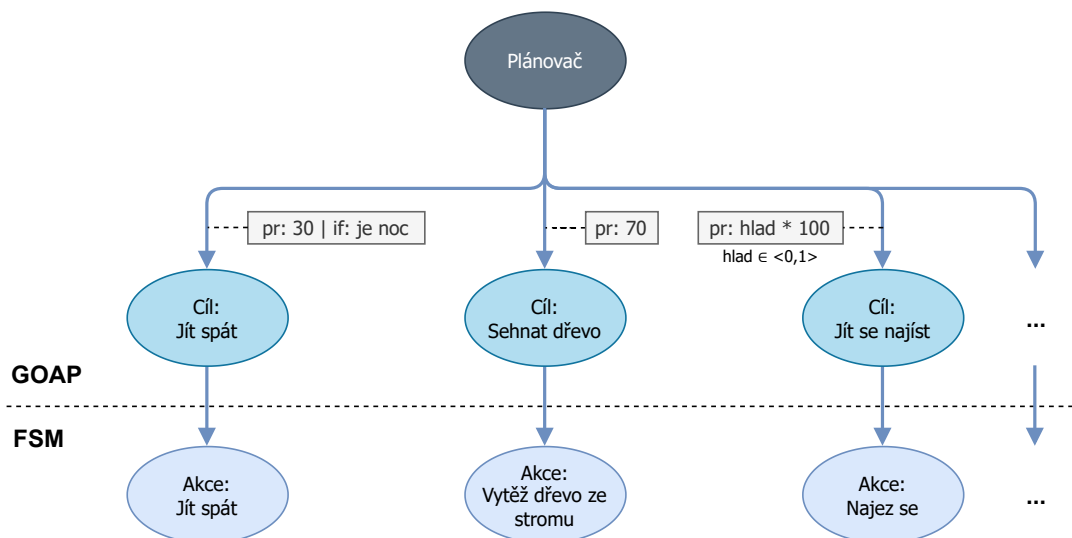 Plánovač
pr: 30 | if: je noc
pr: 70
pr: hlad * 100
hlad ∈ <0,1>
Cíl:
Jít spát
Cíl:
Sehnat dřevo
Cíl:
Jít se najíst
...
GOAP
FSM
Akce:
Jít spát
Akce:
Vytěž dřevo ze
stromu
Akce:
Najez se
...